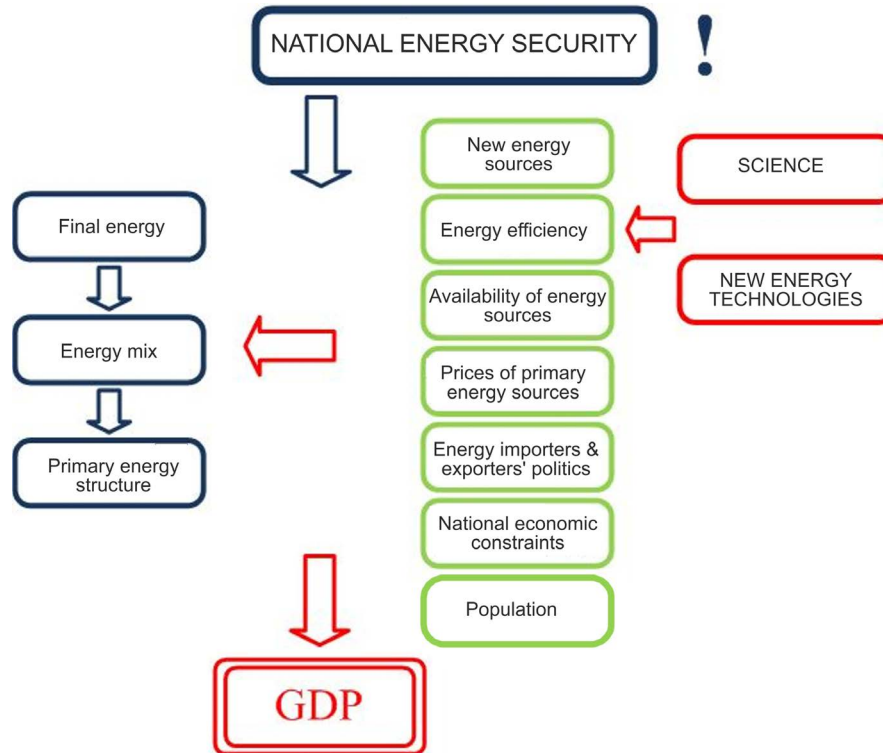 NATIONAL ENERGY SECURITY
!
Final energy
Energy mix
Primary energy
structure
New energy
sources
Energy efficiency
Availability of energy
sources
Prices of primary
energy sources
Energy importers &
exporters' politics
National economic
constraints
Population
SCIENCE
NEW ENERGY
TECHNOLOGIES
GDP